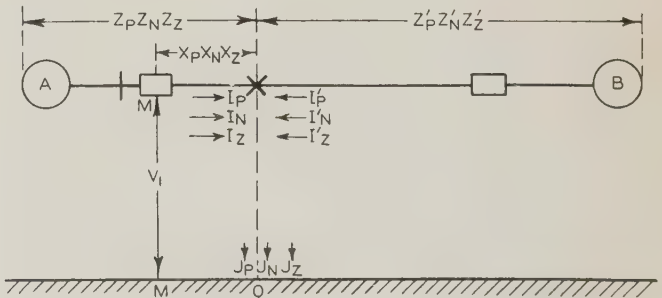 Z_P Z_N Z_Z Z'_P Z'_N Z'_Z
X_P X_N X_Z
A B
M
I_P I'_P
I_N I'_N
I_Z I'_Z
V_1
J_P J_N J_Z
M O